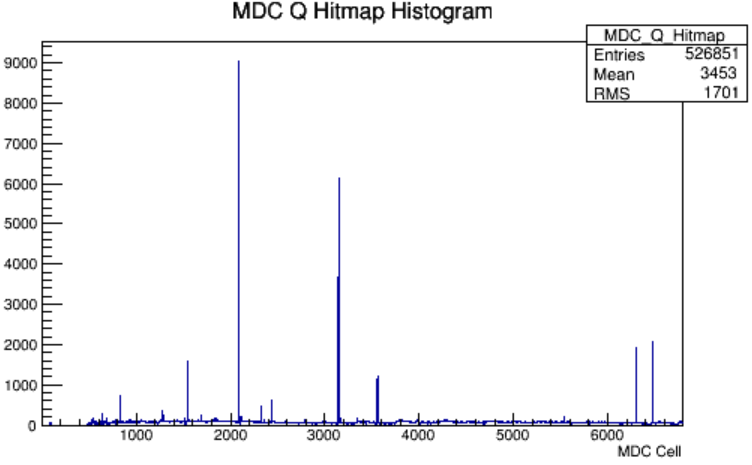 MDC Q Hitmap Histogram
MDC_Q_Hitmap
Entries 526851
Mean 3453
RMS 1701
9000
8000
7000
6000
5000
4000
3000
2000
1000
0
1000 2000 3000 4000 5000 6000
MDC Cell